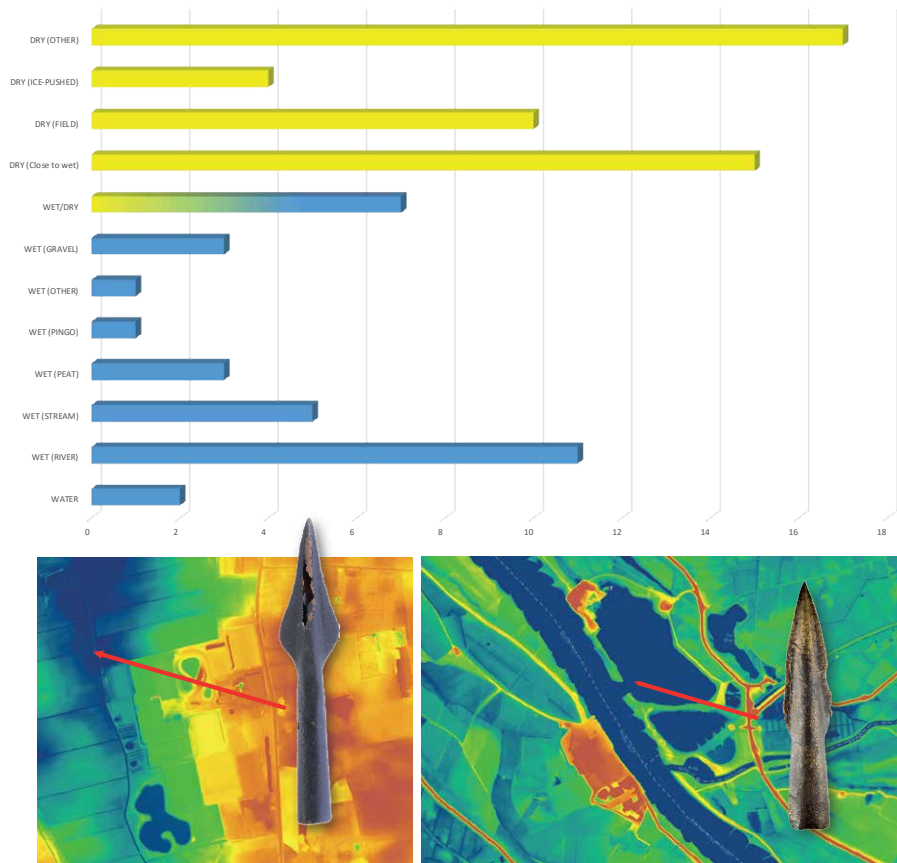 DRY (OTHER)
DRY (ICE-PUSHED)
DRY (FIELD)
DRY (Close to wet)
WET/DRY
WET (GRAVEL)
WET (OTHER)
WET (PINGO)
WET (PEAT)
WET (STREAM)
WET (RIVER)
WATER
0 2 4 6 8 10 12 14 16 18